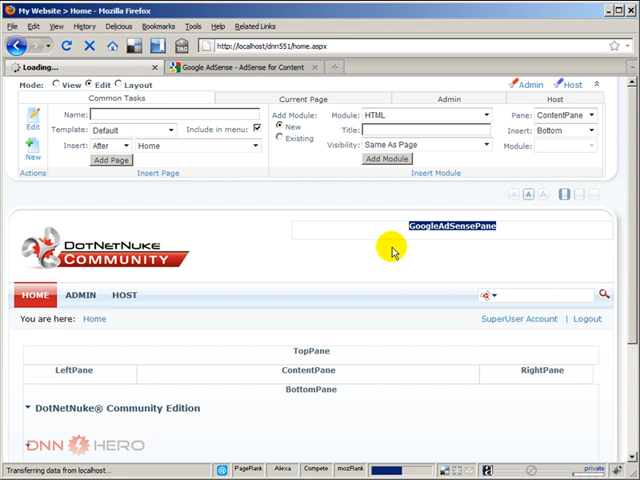 My Website > Home - Mozilla Firefox
File Edit View History Delicious Bookmarks Tools Help Related Links
http://localhost/dnn551/home.aspx
Loading... Google AdSense - AdSense for Content
Mode: View Edit Layout Admin Host
Common Tasks Current Page Admin Host
Name: Add Module: Module: HTML Pane: ContentPane
Edit Template: Default Include in menu: New Title: Insert: Bottom
Insert: After Home Existing Visibility: Same As Page Module:
New Add Page Add Module
Actions Insert Page Insert Module
A A A
GoogleAdSensePane
DOTNETNUKE
COMMUNITY
HOME ADMIN HOST
You are here: Home SuperUser Account | Logout
TopPane
LeftPane ContentPane RightPane
BottomPane
DotNetNuke® Community Edition
DNN HERO
Transferring data from localhost... PageRank Alexa Compete mozRank private